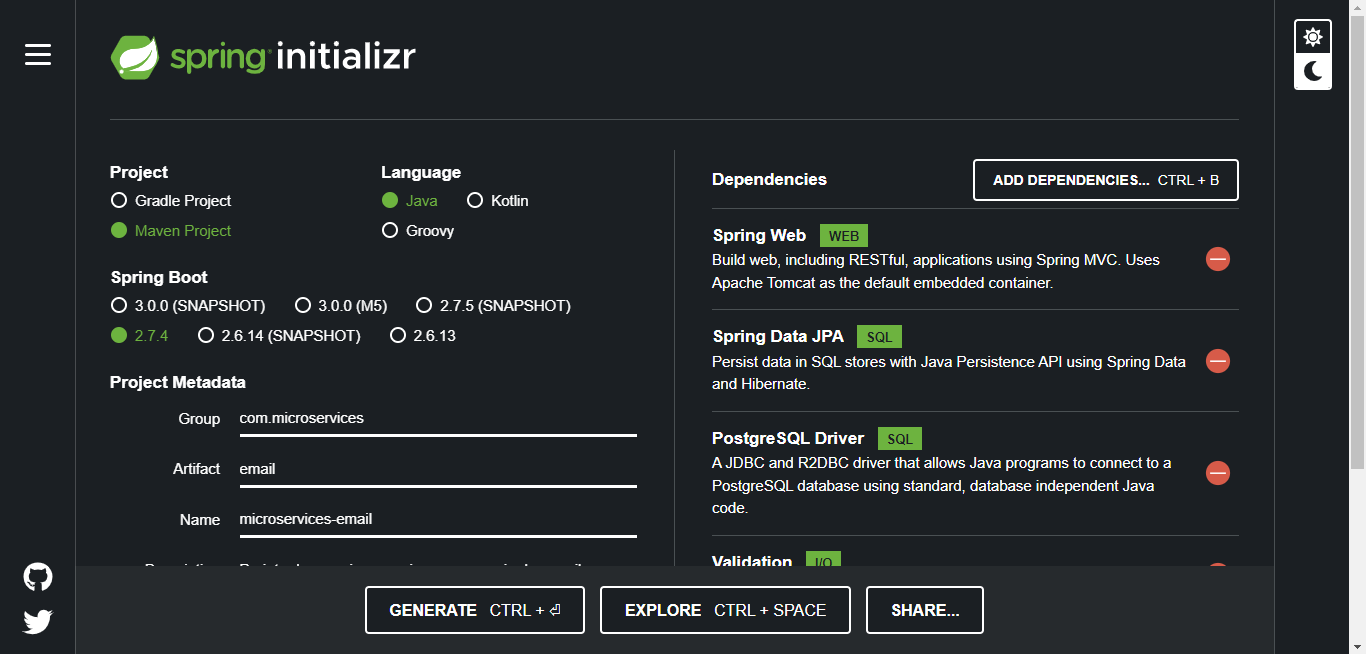 spring initializr
Project
Gradle Project
Maven Project
Language
Java Kotlin
Groovy
Spring Boot
3.0.0 (SNAPSHOT) 3.0.0 (M5) 2.7.5 (SNAPSHOT)
2.7.4 2.6.14 (SNAPSHOT) 2.6.13
Project Metadata
Group com.microservices
Artifact email
Name microservices-email
Dependencies
ADD DEPENDENCIES... CTRL + B
Spring Web WEB
Build web, including RESTful, applications using Spring MVC. Uses
Apache Tomcat as the default embedded container.
Spring Data JPA SQL
Persist data in SQL stores with Java Persistence API using Spring Data
and Hibernate.
PostgreSQL Driver SQL
A JDBC and R2DBC driver that allows Java programs to connect to a
PostgreSQL database using standard, database independent Java
code.
Validation I/O
GENERATE CTRL + ⏎
EXPLORE CTRL + SPACE
SHARE...